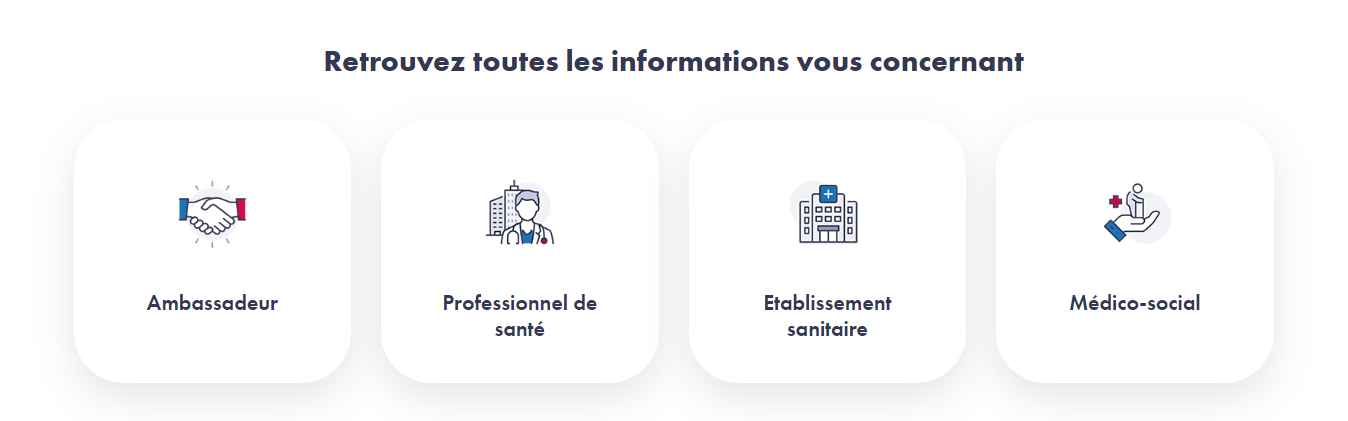 Retrouvez toutes les informations vous concernant
Ambassadeur
Professionnel de
santé
Etablissement
sanitaire
Médico-social